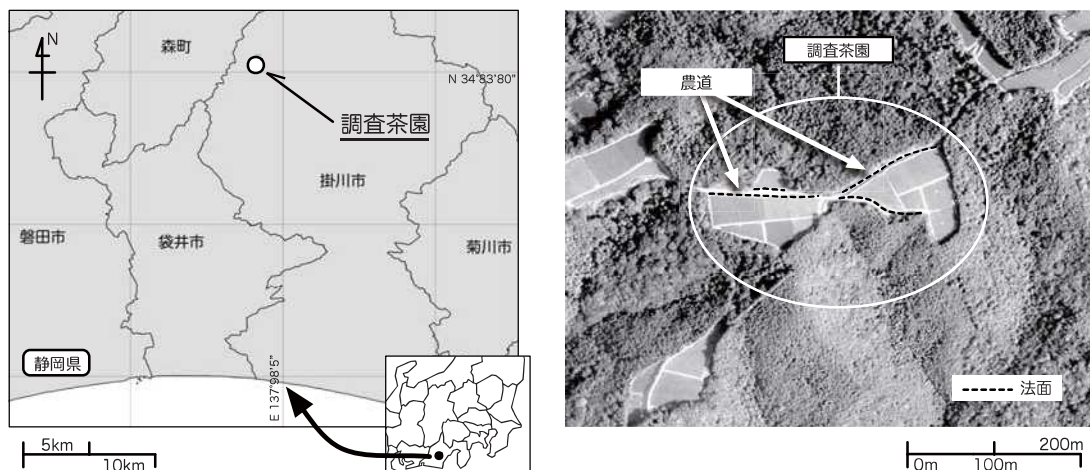 N
森町
N 34°83'80"
調査茶園
掛川市
磐田市
袋井市
菊川市
静岡県
E 137°98'5"
5km
10km
調査茶園
農道
法面
200m
0m
100m